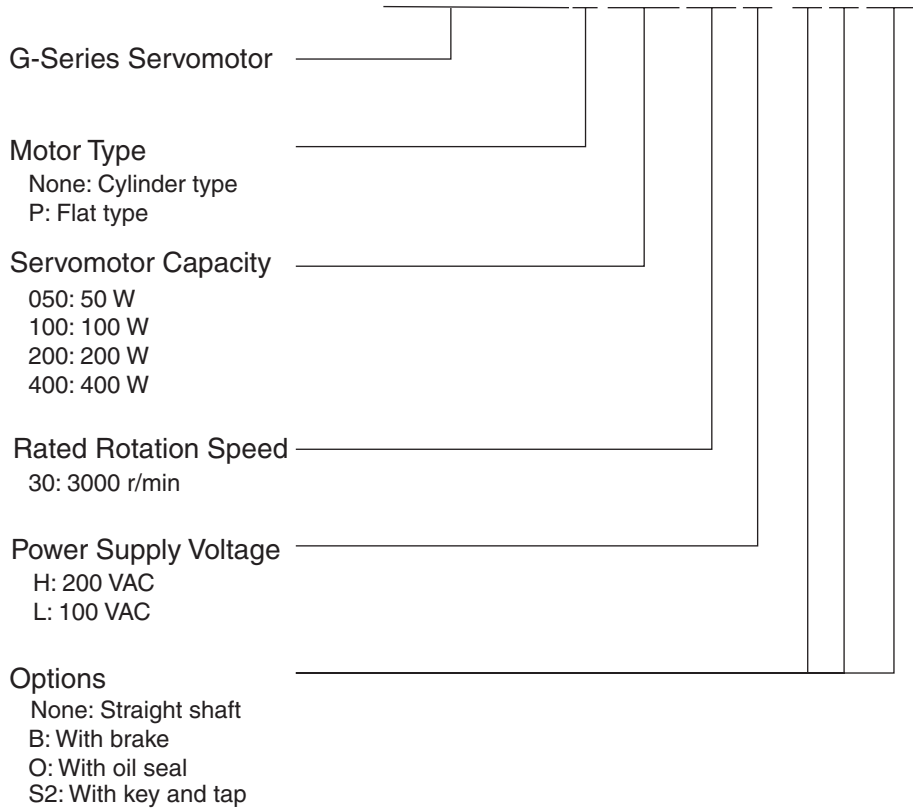 G-Series Servomotor
Motor Type
None: Cylinder type
P: Flat type
Servomotor Capacity
050: 50 W
100: 100 W
200: 200 W
400: 400 W
Rated Rotation Speed
30: 3000 r/min
Power Supply Voltage
H: 200 VAC
L: 100 VAC
Options
None: Straight shaft
B: With brake
O: With oil seal
S2: With key and tap